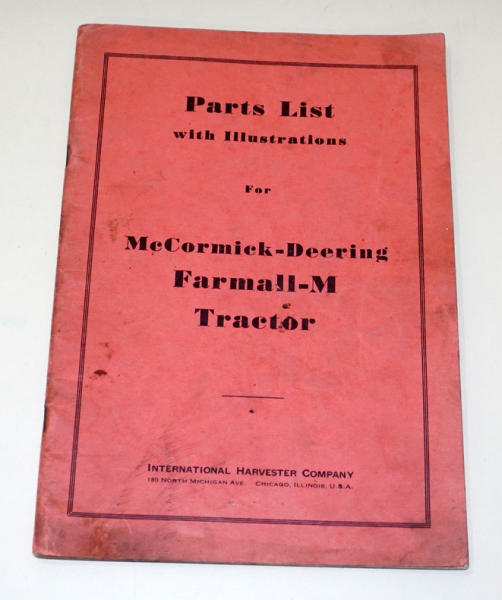 Parts List
with Illustrations
For
McCormick-Deering
Farmall-M
Tractor
INTERNATIONAL HARVESTER COMPANY
180 NORTH MICHIGAN AVE. CHICAGO, ILLINOIS, U.S.A.